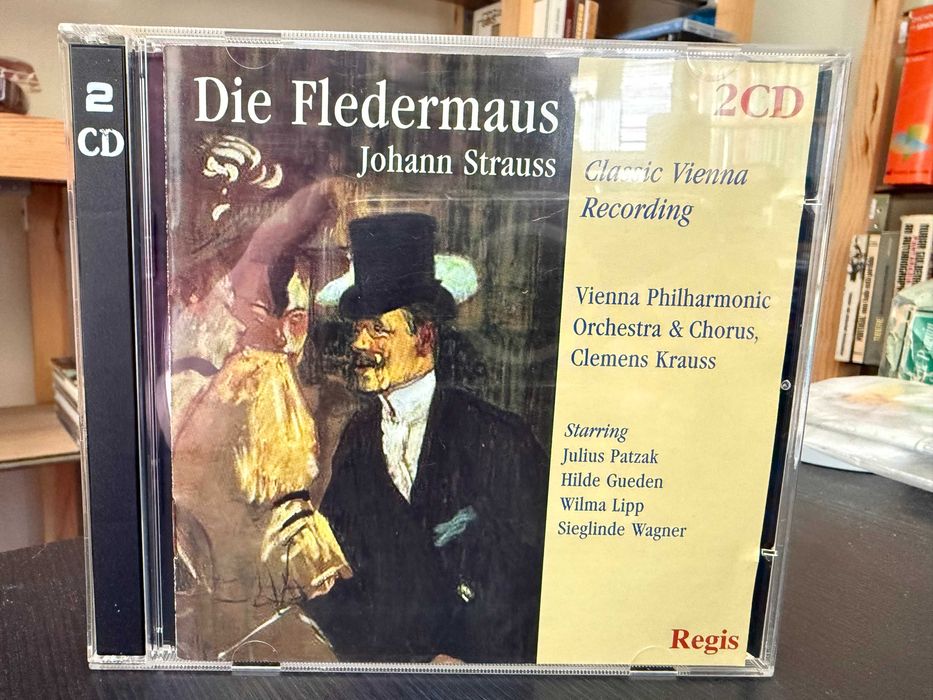 2
CD
Die Fledermaus
Johann Strauss
2CD
Classic Vienna
Recording
Vienna Philharmonic
Orchestra & Chorus,
Clemens Krauss
Starring
Julius Patzak
Hilde Gueden
Wilma Lipp
Sieglinde Wagner
Regis